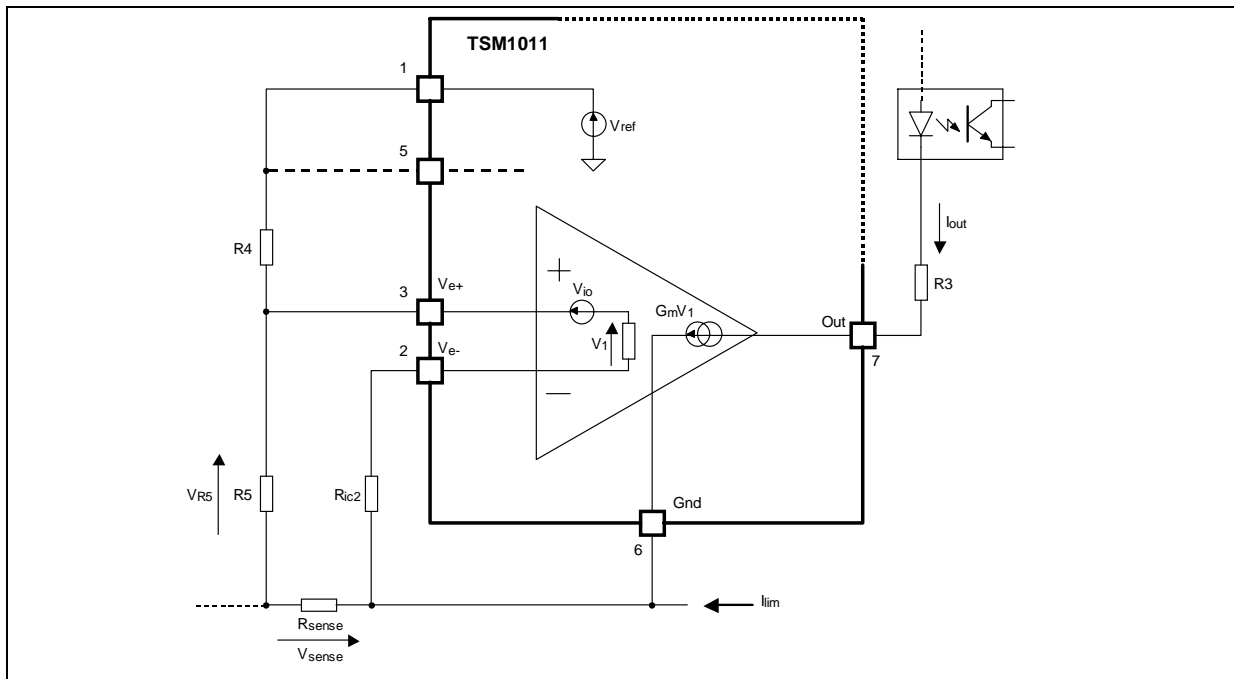 TSM1011
1
Vref
5
R4
Iout
R3
Ve+
3
Vio
GmV1
Out
V1
2
Ve-
7
VR5
R5
Ric2
Gnd
6
Ilim
Rsense
Vsense